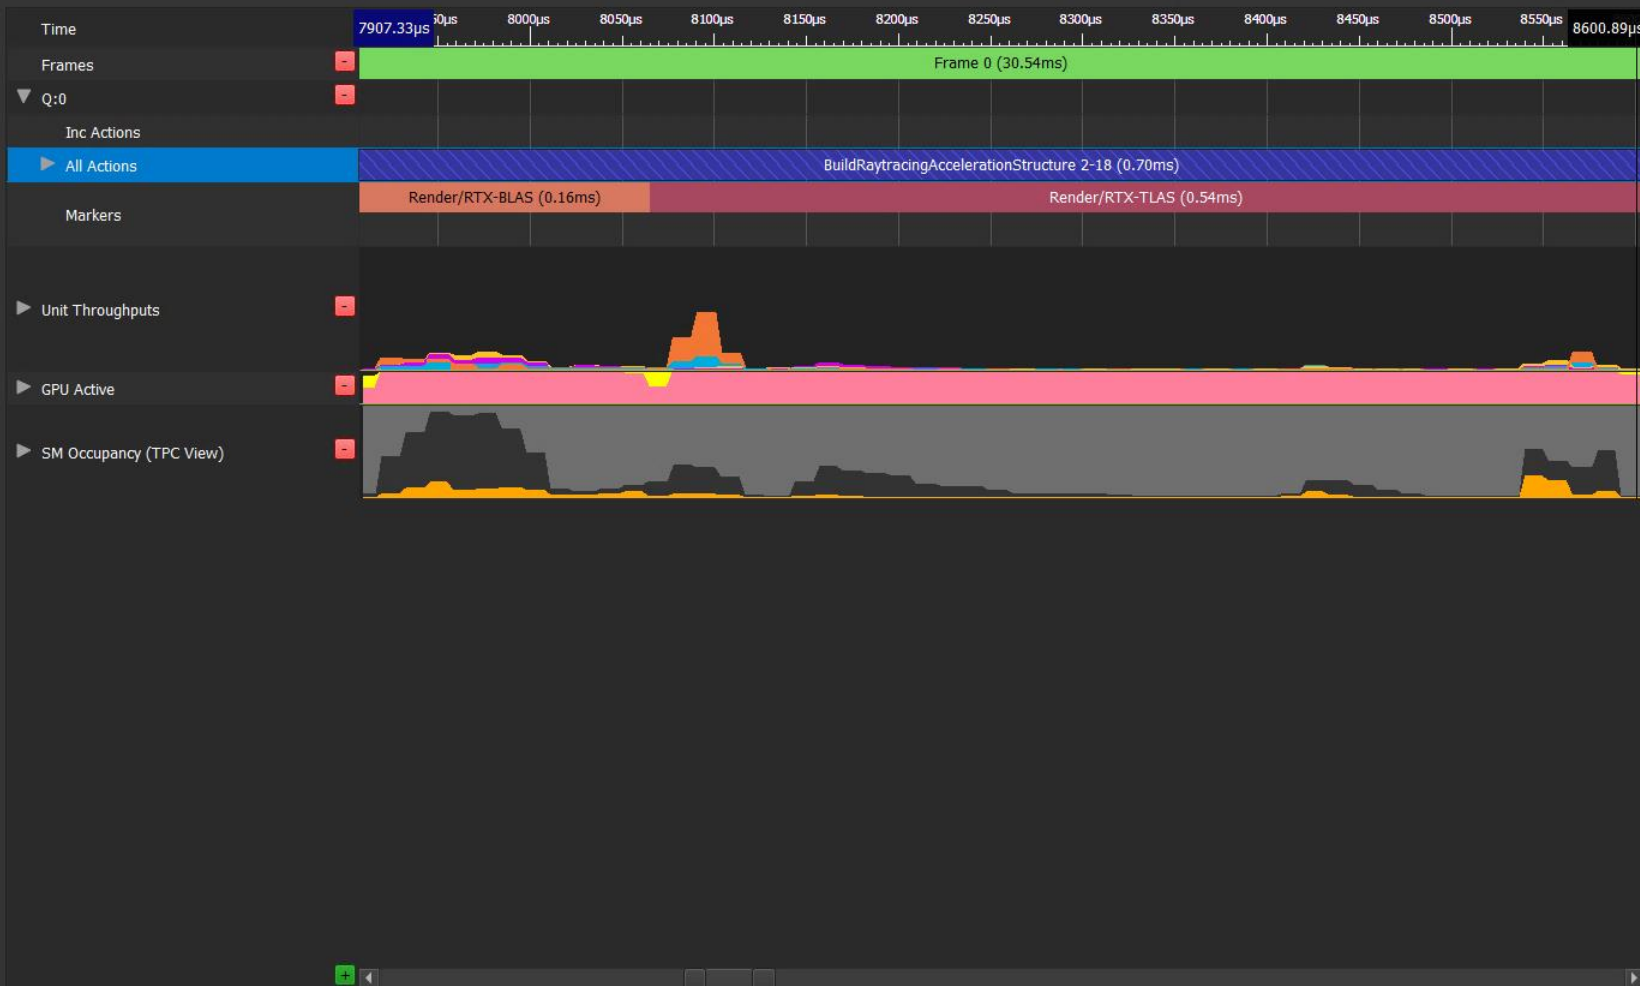 Time 7907.33µs 50µs 8000µs 8050µs 8100µs 8150µs 8200µs 8250µs 8300µs 8350µs 8400µs 8450µs 8500µs 8550µs 8600.89µs
Frames - Frame 0 (30.54ms)
Q:0 -
Inc Actions
All Actions BuildRaytracingAccelerationStructure 2-18 (0.70ms)
Render/RTX-BLAS (0.16ms) Render/RTX-TLAS (0.54ms)
Markers
Unit Throughputs -
GPU Active -
SM Occupancy (TPC View) -
+